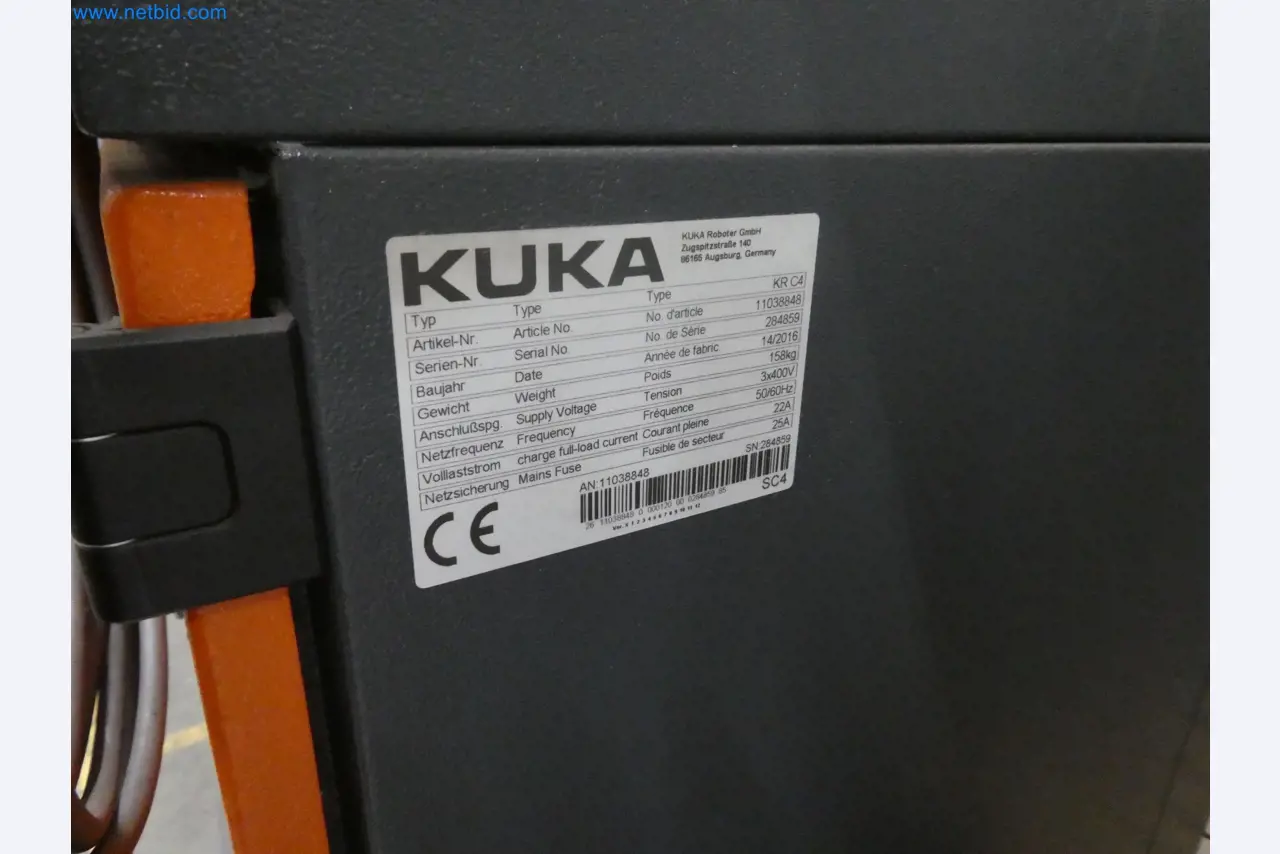 www.netbid.com
KUKA
KUKA Roboter GmbH
Zugspitzstraße 140
86165 Augsburg, Germany
Typ Type Type KR C4
Artikel-Nr. Article No. No. d'article 11038848
Serien-Nr. Serial No. No. de Série 284859
Baujahr Date Année de fabric. 14/2016
Gewicht Weight Poids 158kg
Anschlußspg. Supply Voltage Tension 3x400V
Netzfrequenz Frequency Fréquence 50/60Hz
Volllaststrom charge full-load current Courant pleine 22A
Netzsicherung Mains Fuse Fusible de secteur 25A
AN:11038848 SN:284859
SC4
CE